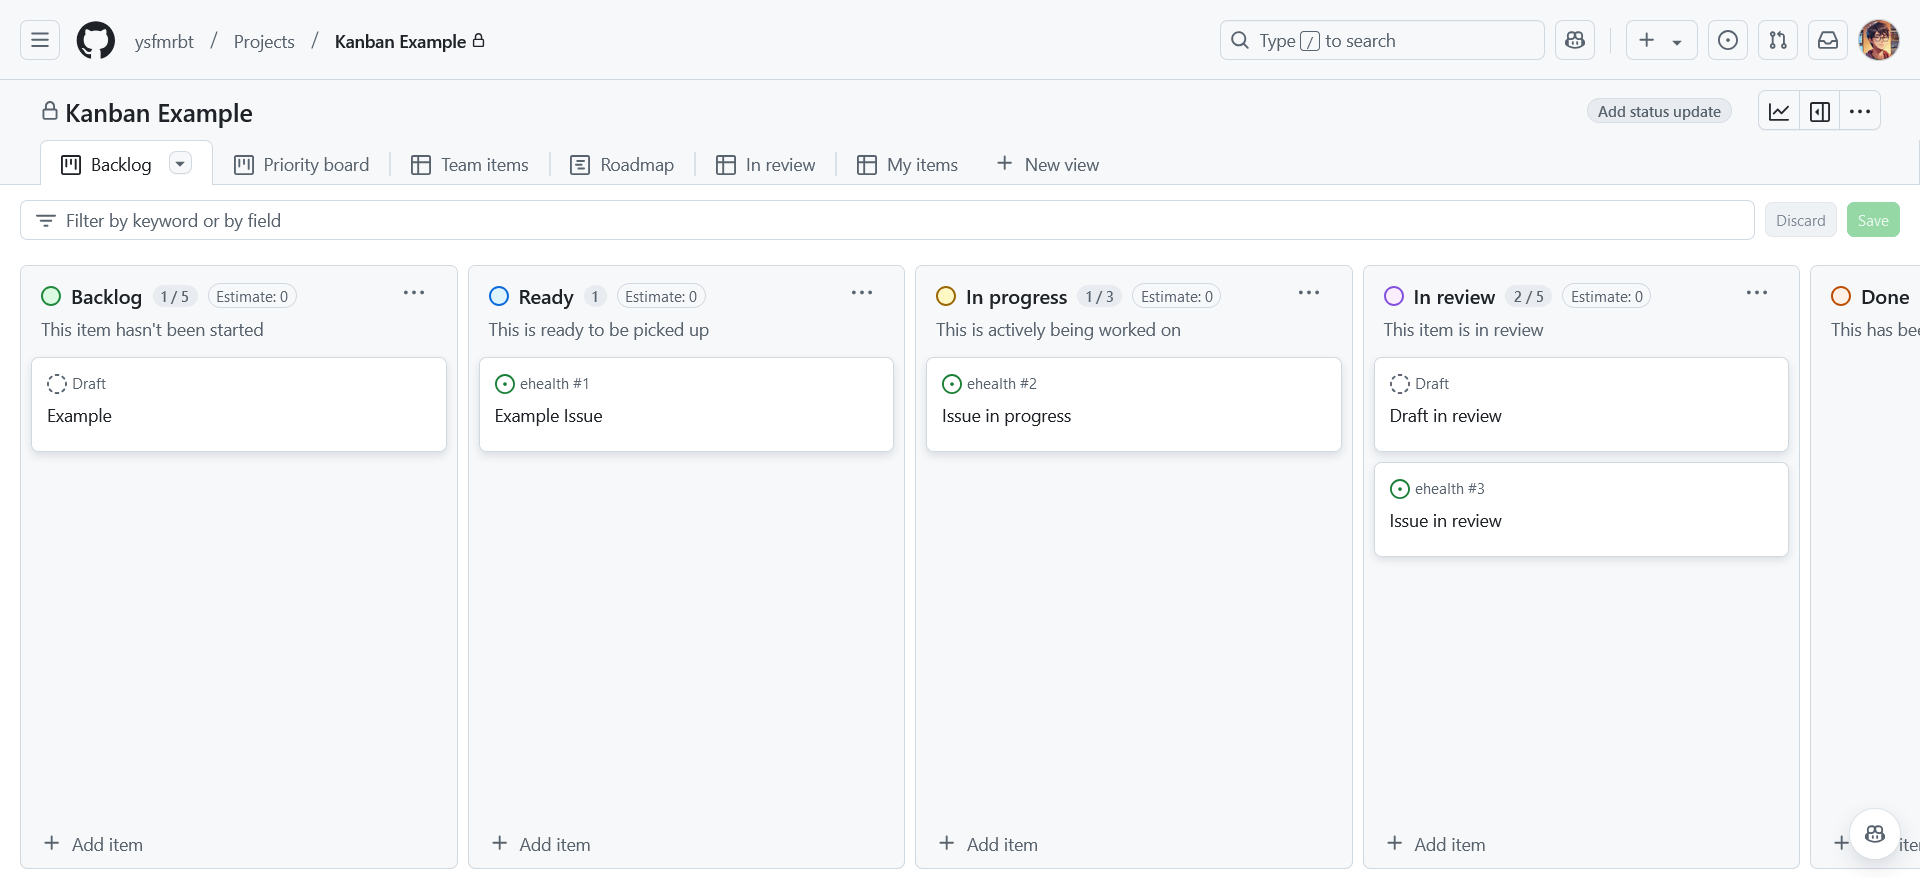 ysfmrbt / Projects / Kanban Example
Type / to search
Kanban Example
Add status update
Backlog
Priority board
Team items
Roadmap
In review
My items
New view
Filter by keyword or by field
Discard
Save
Backlog 1 / 5 Estimate: 0
This item hasn't been started
Draft
Example
Add item
Ready 1 Estimate: 0
This is ready to be picked up
ehealth #1
Example Issue
Add item
In progress 1 / 3 Estimate: 0
This is actively being worked on
ehealth #2
Issue in progress
Add item
In review 2 / 5 Estimate: 0
This item is in review
Draft
Draft in review
ehealth #3
Issue in review
Add item
Done
This has